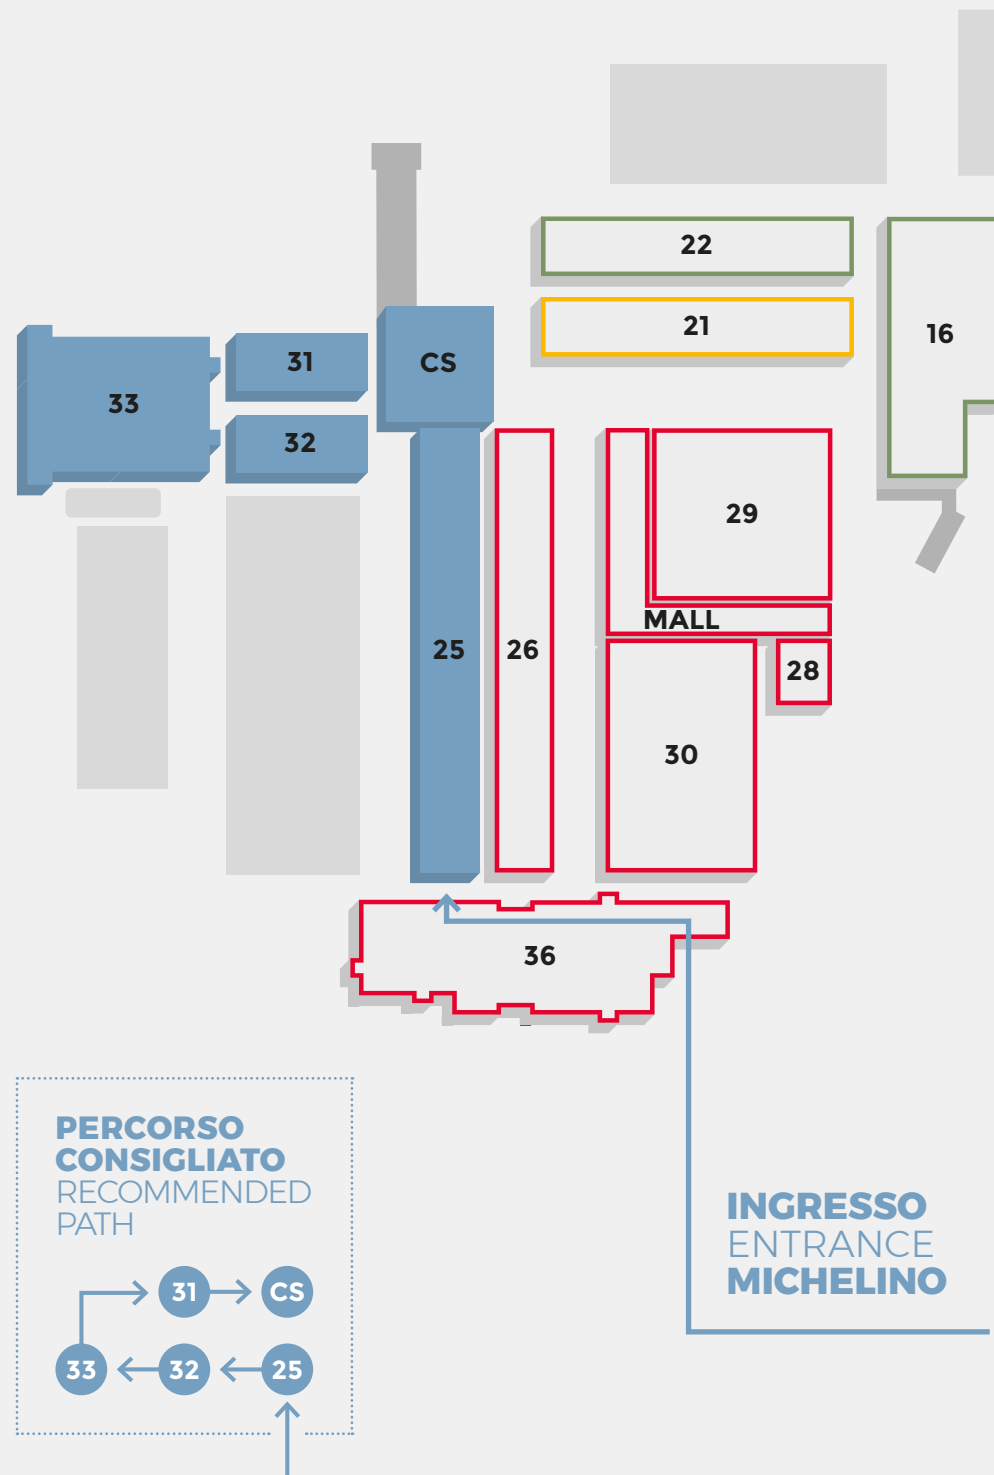 22
21
16
31
CS
33
32
29
MALL
25
26
28
30
36
PERCORSO
CONSIGLIATO
RECOMMENDED
PATH
31
CS
33
32
25
INGRESSO
ENTRANCE
MICHELINO